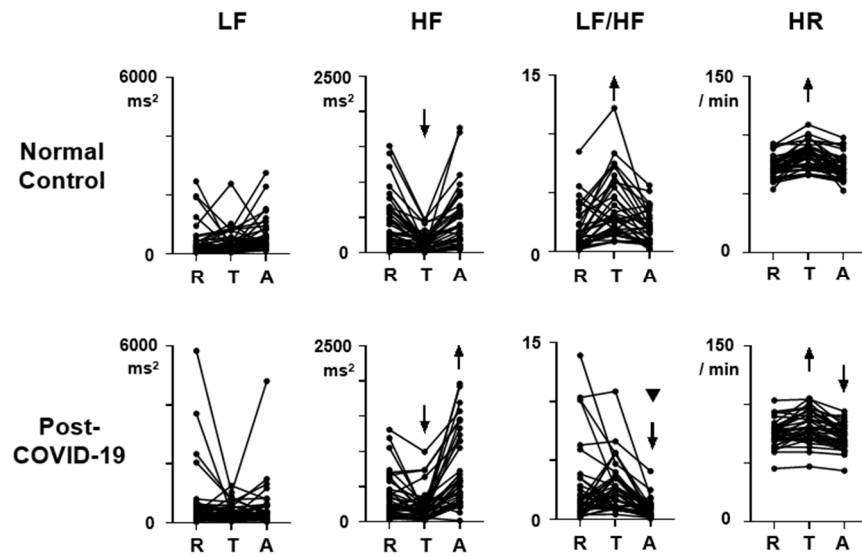 LF HF LF/HF HR
Normal
Control
6000
ms²
0
R T A
2500
ms²
0
R T A
15
0
R T A
150
/ min
0
R T A
Post-
COVID-19
6000
ms²
0
R T A
2500
ms²
0
R T A
15
0
R T A
150
/ min
0
R T A